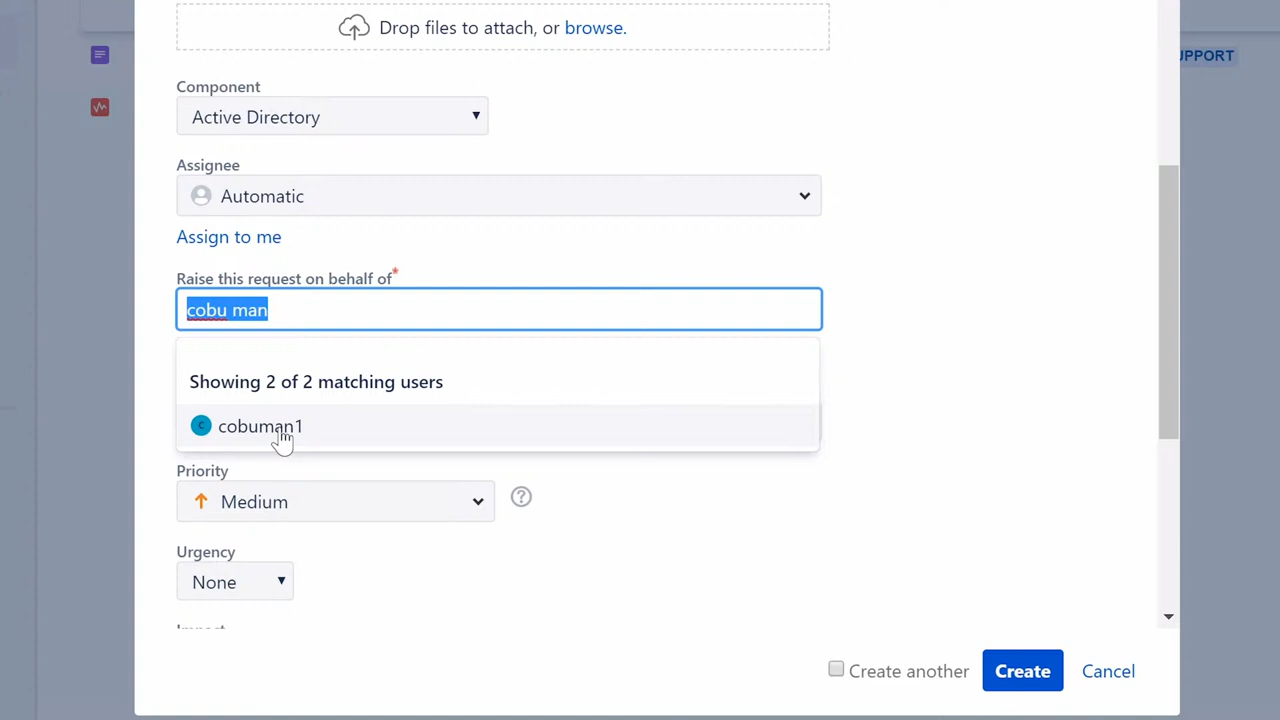 Drop files to attach, or browse.
UPPORT
Component
Active Directory
Assignee
Automatic
Assign to me
Raise this request on behalf of*
cobu man
Showing 2 of 2 matching users
C cobuman1
Priority
Medium
Urgency
None
Create another
Create
Cancel